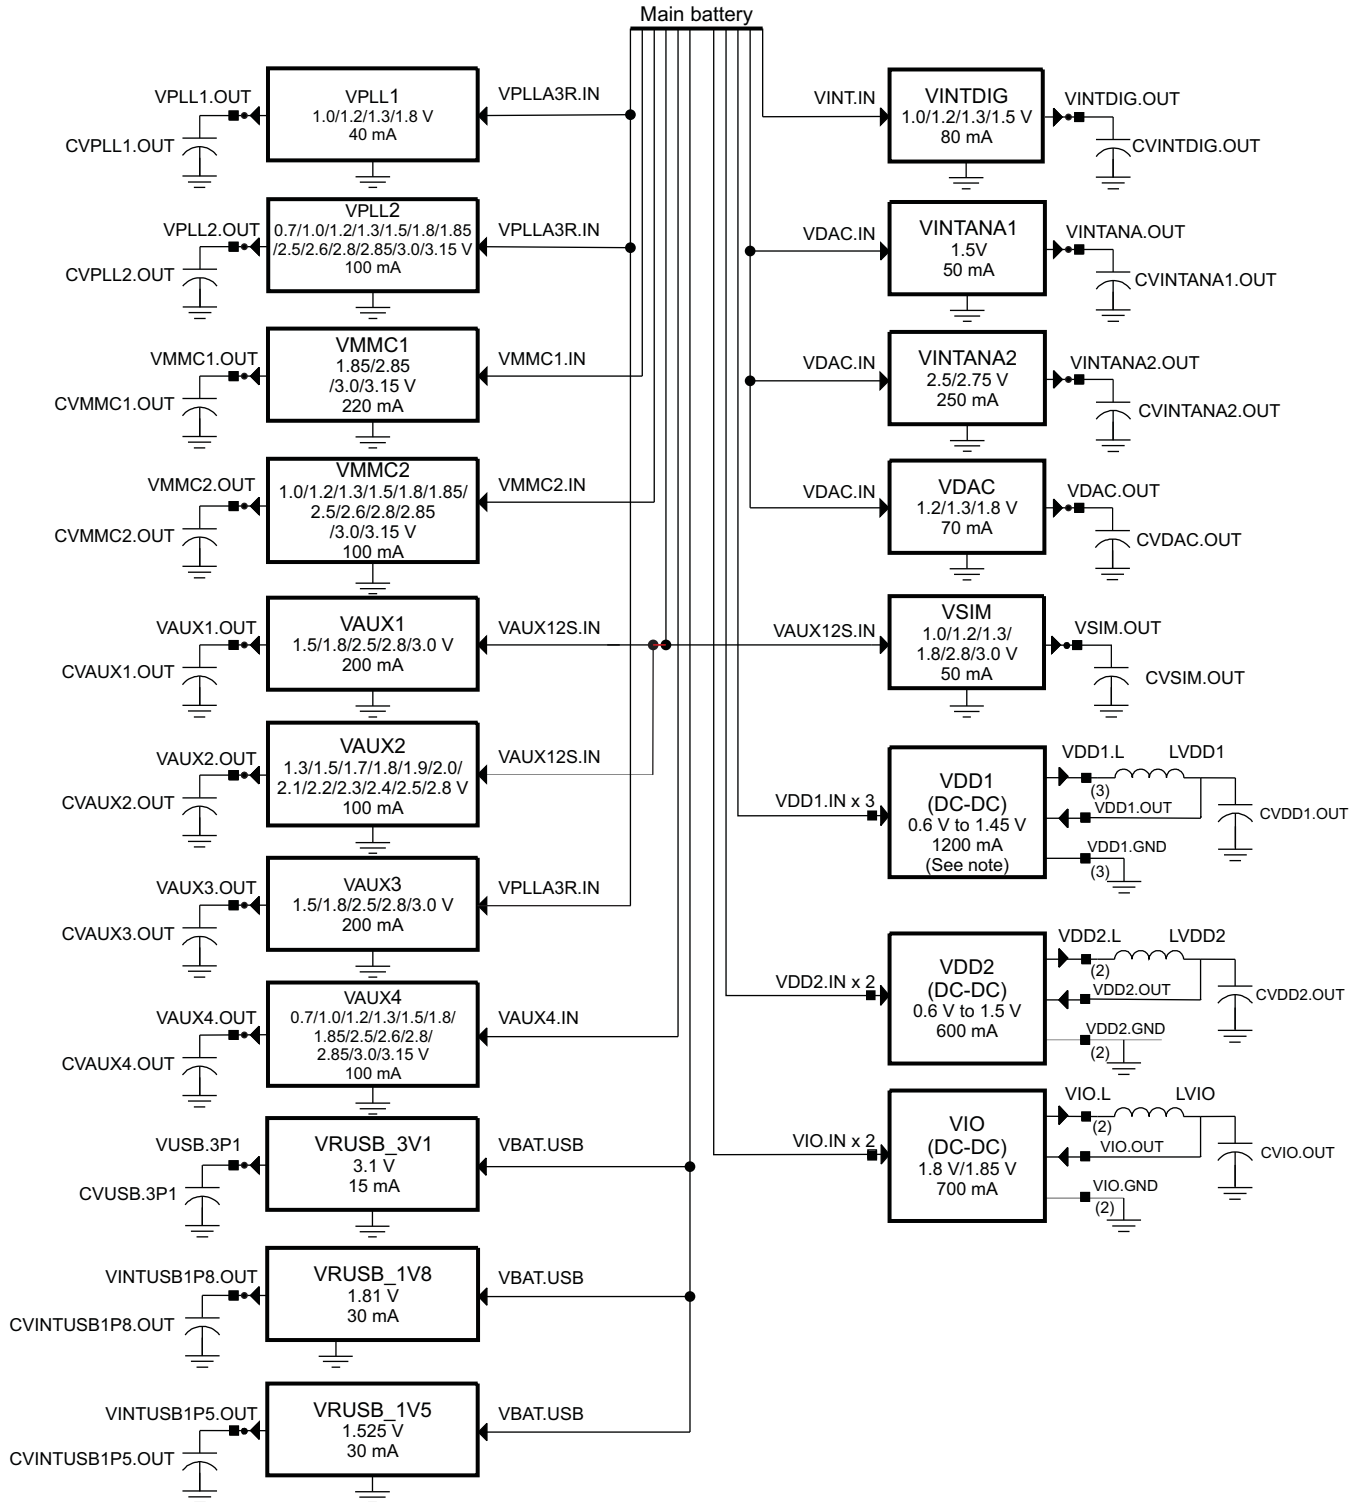 Main battery
VPLL1.OUT
CVPLL1.OUT
VPLL1
1.0/1.2/1.3/1.8 V
40 mA
VPLLA3R.IN
VPLL2.OUT
CVPLL2.OUT
VPLL2
0.7/1.0/1.2/1.3/1.5/1.8/1.85
/2.5/2.6/2.8/2.85/3.0/3.15 V
100 mA
VPLLA3R.IN
VMMC1.OUT
CVMMC1.OUT
VMMC1
1.85/2.85
/3.0/3.15 V
220 mA
VMMC1.IN
VMMC2.OUT
CVMMC2.OUT
VMMC2
1.0/1.2/1.3/1.5/1.8/1.85/
2.5/2.6/2.8/2.85
/3.0/3.15 V
100 mA
VMMC2.IN
VAUX1.OUT
CVAUX1.OUT
VAUX1
1.5/1.8/2.5/2.8/3.0 V
200 mA
VAUX12S.IN
VAUX2.OUT
CVAUX2.OUT
VAUX2
1.3/1.5/1.7/1.8/1.9/2.0/
2.1/2.2/2.3/2.4/2.5/2.8 V
100 mA
VAUX12S.IN
VAUX3.OUT
CVAUX3.OUT
VAUX3
1.5/1.8/2.5/2.8/3.0 V
200 mA
VPLLA3R.IN
VAUX4.OUT
CVAUX4.OUT
VAUX4
0.7/1.0/1.2/1.3/1.5/1.8/
1.85/2.5/2.6/2.8/
2.85/3.0/3.15 V
100 mA
VAUX4.IN
VUSB.3P1
CVUSB.3P1
VRUSB_3V1
3.1 V
15 mA
VBAT.USB
VINTUSB1P8.OUT
CVINTUSB1P8.OUT
VRUSB_1V8
1.81 V
30 mA
VBAT.USB
VINTUSB1P5.OUT
CVINTUSB1P5.OUT
VRUSB_1V5
1.525 V
30 mA
VBAT.USB
VINT.IN
VINTDIG
1.0/1.2/1.3/1.5 V
80 mA
VINTDIG.OUT
CVINTDIG.OUT
VDAC.IN
VINTANA1
1.5V
50 mA
VINTANA.OUT
CVINTANA1.OUT
VDAC.IN
VINTANA2
2.5/2.75 V
250 mA
VINTANA2.OUT
CVINTANA2.OUT
VDAC.IN
VDAC
1.2/1.3/1.8 V
70 mA
VDAC.OUT
CVDAC.OUT
VAUX12S.IN
VSIM
1.0/1.2/1.3/
1.8/2.8/3.0 V
50 mA
VSIM.OUT
CVSIM.OUT
VDD1.IN x 3
VDD1
(DC-DC)
0.6 V to 1.45 V
1200 mA
(See note)
VDD1.L
LVDD1
(3)
VDD1.OUT
CVDD1.OUT
VDD1.GND
(3)
VDD2.IN x 2
VDD2
(DC-DC)
0.6 V to 1.5 V
600 mA
VDD2.L
LVDD2
(2)
VDD2.OUT
CVDD2.OUT
VDD2.GND
(2)
VIO.IN x 2
VIO
(DC-DC)
1.8 V/1.85 V
700 mA
VIO.L
LVIO
(2)
VIO.OUT
CVIO.OUT
VIO.GND
(2)